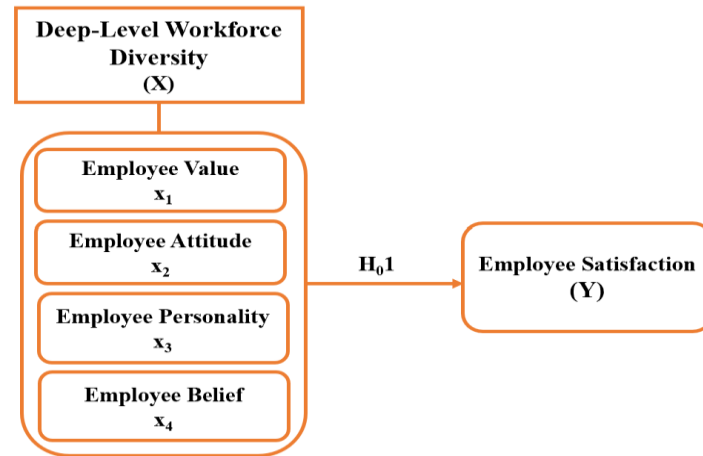 Deep-Level Workforce
Diversity
(X)
Employee Value
x₁
Employee Attitude
x₂
Employee Personality
x₃
Employee Belief
x₄
H₀1
Employee Satisfaction
(Y)